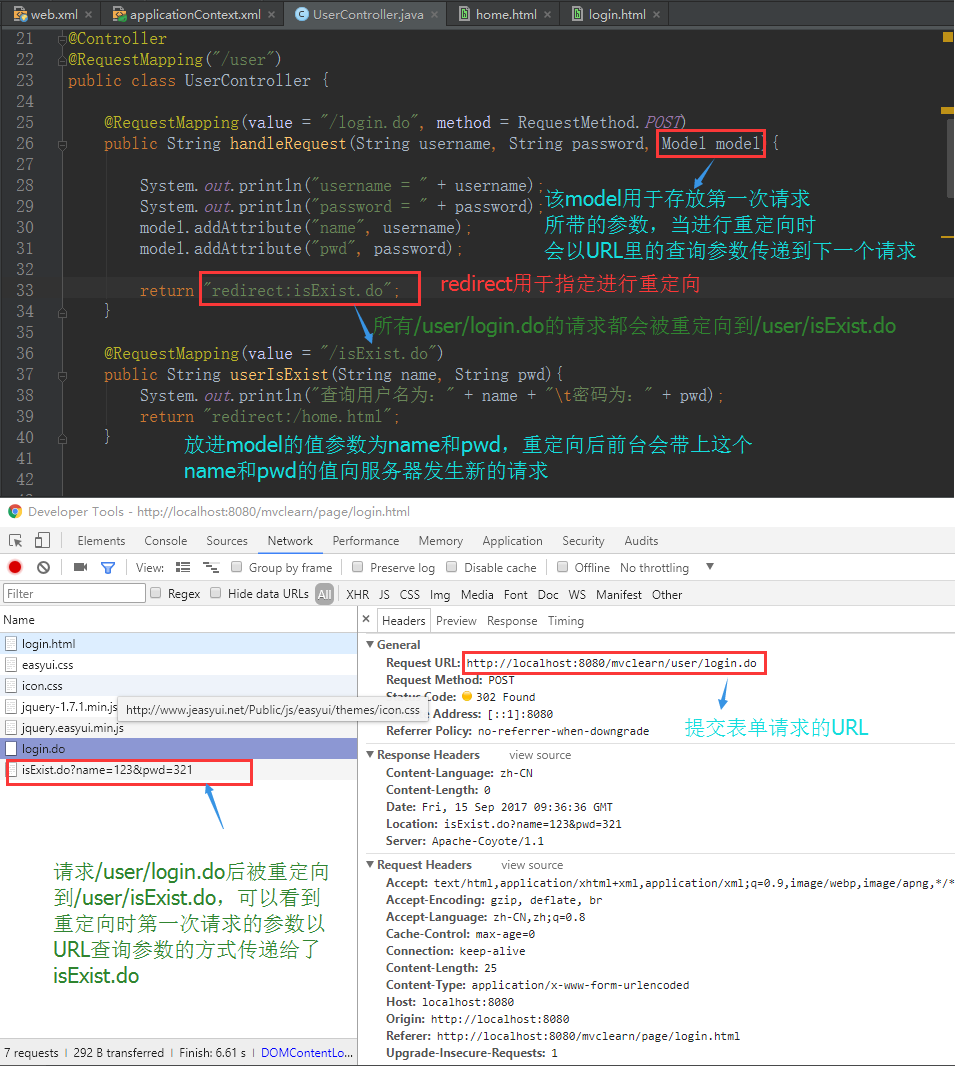 web.xml × applicationContext.xml × UserController.java × home.html × login.html ×
21 @Controller
22 @RequestMapping("/user")
23 public class UserController {
24
25 @RequestMapping(value = "/login.do", method = RequestMethod.POST)
26 public String handleRequest(String username, String password, Model model) {
27
28 System.out.println("username = " + username);
该model用于存放第一次请求
29 System.out.println("password = " + password);
所带的参数，当进行重定向时
30 model.addAttribute("name", username);
会以URL里的查询参数传递到下一个请求
31 model.addAttribute("pwd", password);
32
33 return "redirect:isExist.do";
redirect用于指定进行重定向
34 }
所有/user/login.do的请求都会被重定向到/user/isExist.do
35
36 @RequestMapping(value = "/isExist.do")
37 public String userIsExist(String name, String pwd){
38 System.out.println("查询用户名为：" + name + "\t密码为：" + pwd);
39 return "redirect:/home.html";
40 }
放进model的值参数为name和pwd，重定向后前台会带上这个
41
name和pwd的值向服务器发生新的请求
42
Developer Tools - http://localhost:8080/mvclearn/page/login.html
Elements Console Sources Network Performance Memory Application Security Audits
View: Group by frame Preserve log Disable cache Offline No throttling
Filter Regex Hide data URLs All XHR JS CSS Img Media Font Doc WS Manifest Other
Name
login.html
easyui.css
icon.css
jquery-1.7.1.min.js
http://www.jeasyui.net/Public/js/easyui/themes/icon.css
jquery.easyui.min.js
login.do
isExist.do?name=123&pwd=321
请求/user/login.do后被重定向
到/user/isExist.do，可以看到
重定向时第一次请求的参数以
URL查询参数的方式传递给了
isExist.do
7 requests | 292 B transferred | Finish: 6.61 s | DOMContentLo...
× Headers Preview Response Timing
General
Request URL: http://localhost:8080/mvclearn/user/login.do
Request Method: POST
Status Code: 302 Found
Address: [::1]:8080
Referrer Policy: no-referrer-when-downgrade
提交表单请求的URL
Response Headers view source
Content-Language: zh-CN
Content-Length: 0
Date: Fri, 15 Sep 2017 09:36:36 GMT
Location: isExist.do?name=123&pwd=321
Server: Apache-Coyote/1.1
Request Headers view source
Accept: text/html,application/xhtml+xml,application/xml;q=0.9,image/webp,image/apng,*/*
Accept-Encoding: gzip, deflate, br
Accept-Language: zh-CN,zh;q=0.8
Cache-Control: max-age=0
Connection: keep-alive
Content-Length: 25
Content-Type: application/x-www-form-urlencoded
Host: localhost:8080
Origin: http://localhost:8080
Referer: http://localhost:8080/mvclearn/page/login.html
Upgrade-Insecure-Requests: 1